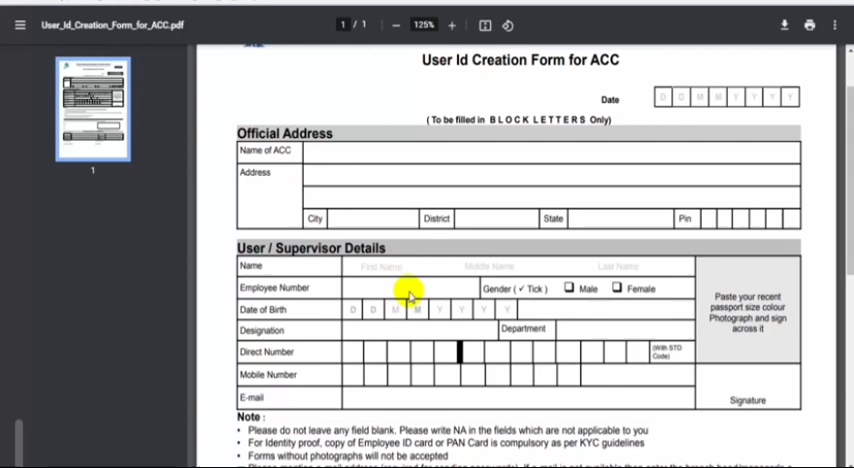 User_Id_Creation_Form_for_ACC.pdf 1 / 1 125%
1
User Id Creation Form for ACC
Date D D M M Y Y Y Y
( To be filled in B L O C K L E T T E R S Only)
Official Address
Name of ACC
Address
City District State Pin
User / Supervisor Details
Name First Name Middle Name Last Name
Employee Number Gender ( ✓ Tick ) Male Female
Date of Birth D D M M Y Y Y Y
Paste your recent
passport size colour
Photograph and sign
across it
Designation Department
Direct Number (With STD
Code)
Mobile Number
E-mail Signature
Note :
• Please do not leave any field blank. Please write NA in the fields which are not applicable to you
• For Identity proof, copy of Employee ID card or PAN Card is compulsory as per KYC guidelines
• Forms without photographs will not be accepted